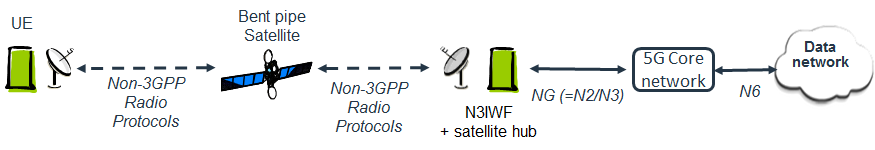 UE
Bent pipe
Satellite
Non-3GPP
Radio
Protocols
Non-3GPP
Radio
Protocols
N3IWF
+ satellite hub
NG (=N2/N3)
5G Core
network
N6
Data
network